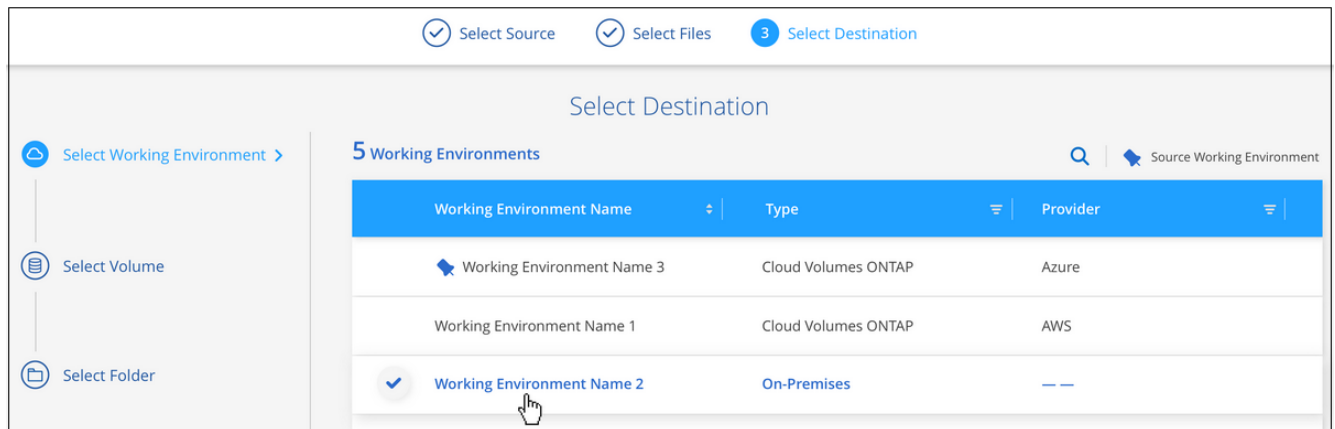 Select Source
Select Files
3 Select Destination
Select Destination
Select Working Environment
5 Working Environments
Source Working Environment
Working Environment Name Type Provider
Working Environment Name 3 Cloud Volumes ONTAP Azure
Select Volume
Working Environment Name 1 Cloud Volumes ONTAP AWS
Select Folder
Working Environment Name 2 On-Premises — —